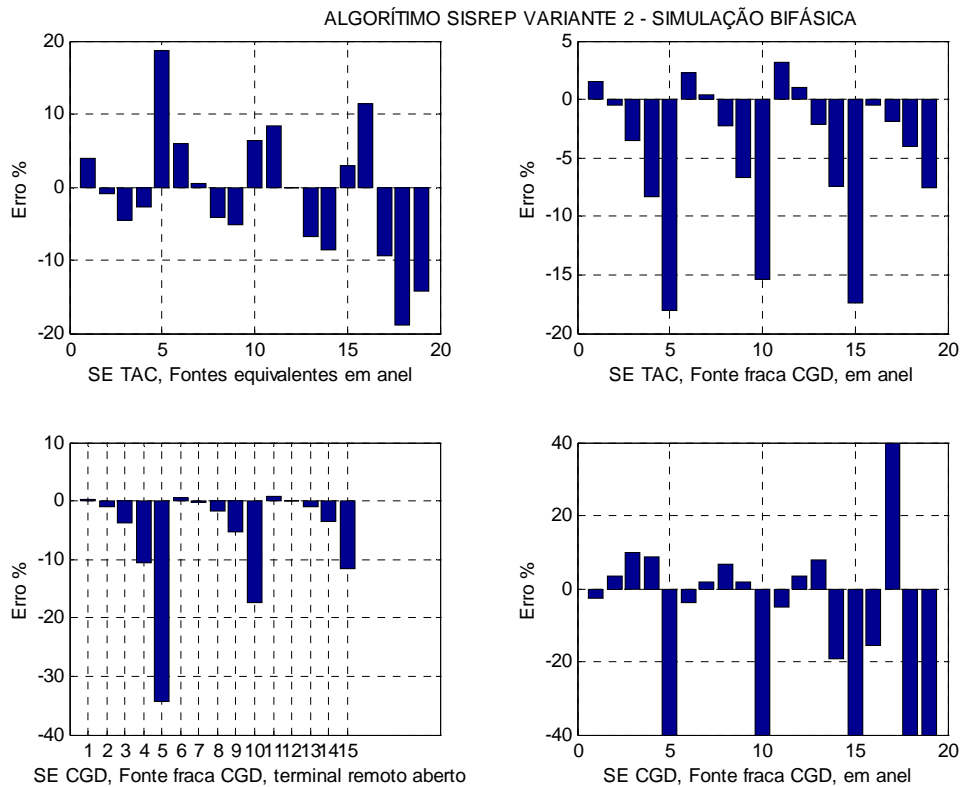 ALGORÍTIMO SISREP VARIANTE 2 - SIMULAÇÃO BIFÁSICA
20
10
0
-10
-20
Erro %
0 5 10 15 20
SE TAC, Fontes equivalentes em anel
5
0
-5
-10
-15
-20
Erro %
0 5 10 15 20
SE TAC, Fonte fraca CGD, em anel
10
0
-10
-20
-30
-40
Erro %
1 2 3 4 5 6 7 8 9 10 11 12 13 14 15
SE CGD, Fonte fraca CGD, terminal remoto aberto
40
20
0
-20
-40
Erro %
0 5 10 15 20
SE CGD, Fonte fraca CGD, em anel